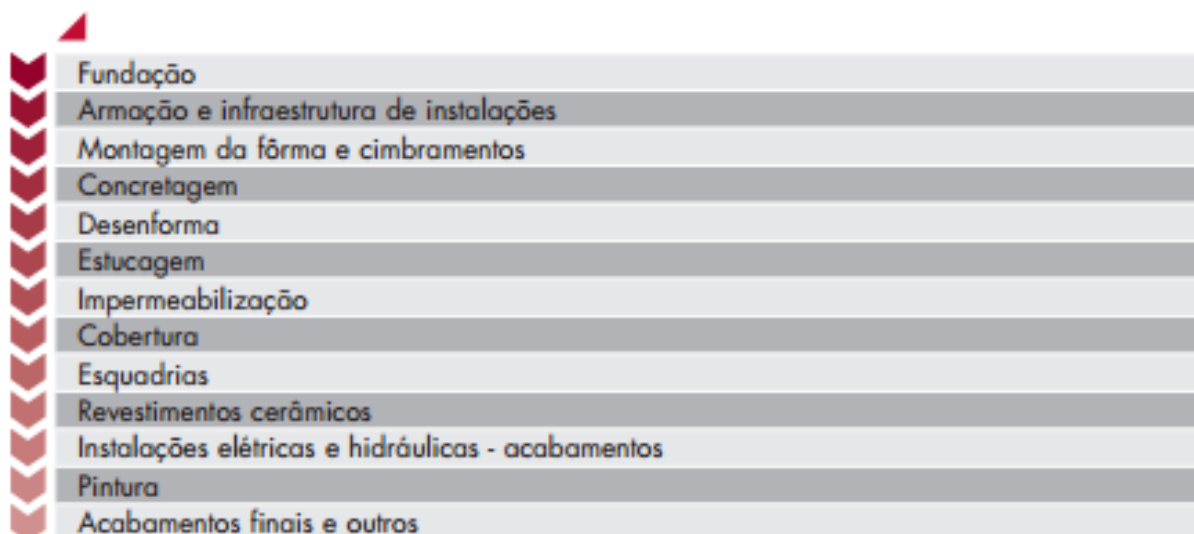 Fundação
Armação e infraestrutura de instalações
Montagem da fôrma e cimbramentos
Concretagem
Desenforma
Estucagem
Impermeabilização
Cobertura
Esquadrias
Revestimentos cerâmicos
Instalações elétricas e hidráulicas - acabamentos
Pintura
Acabamentos finais e outros